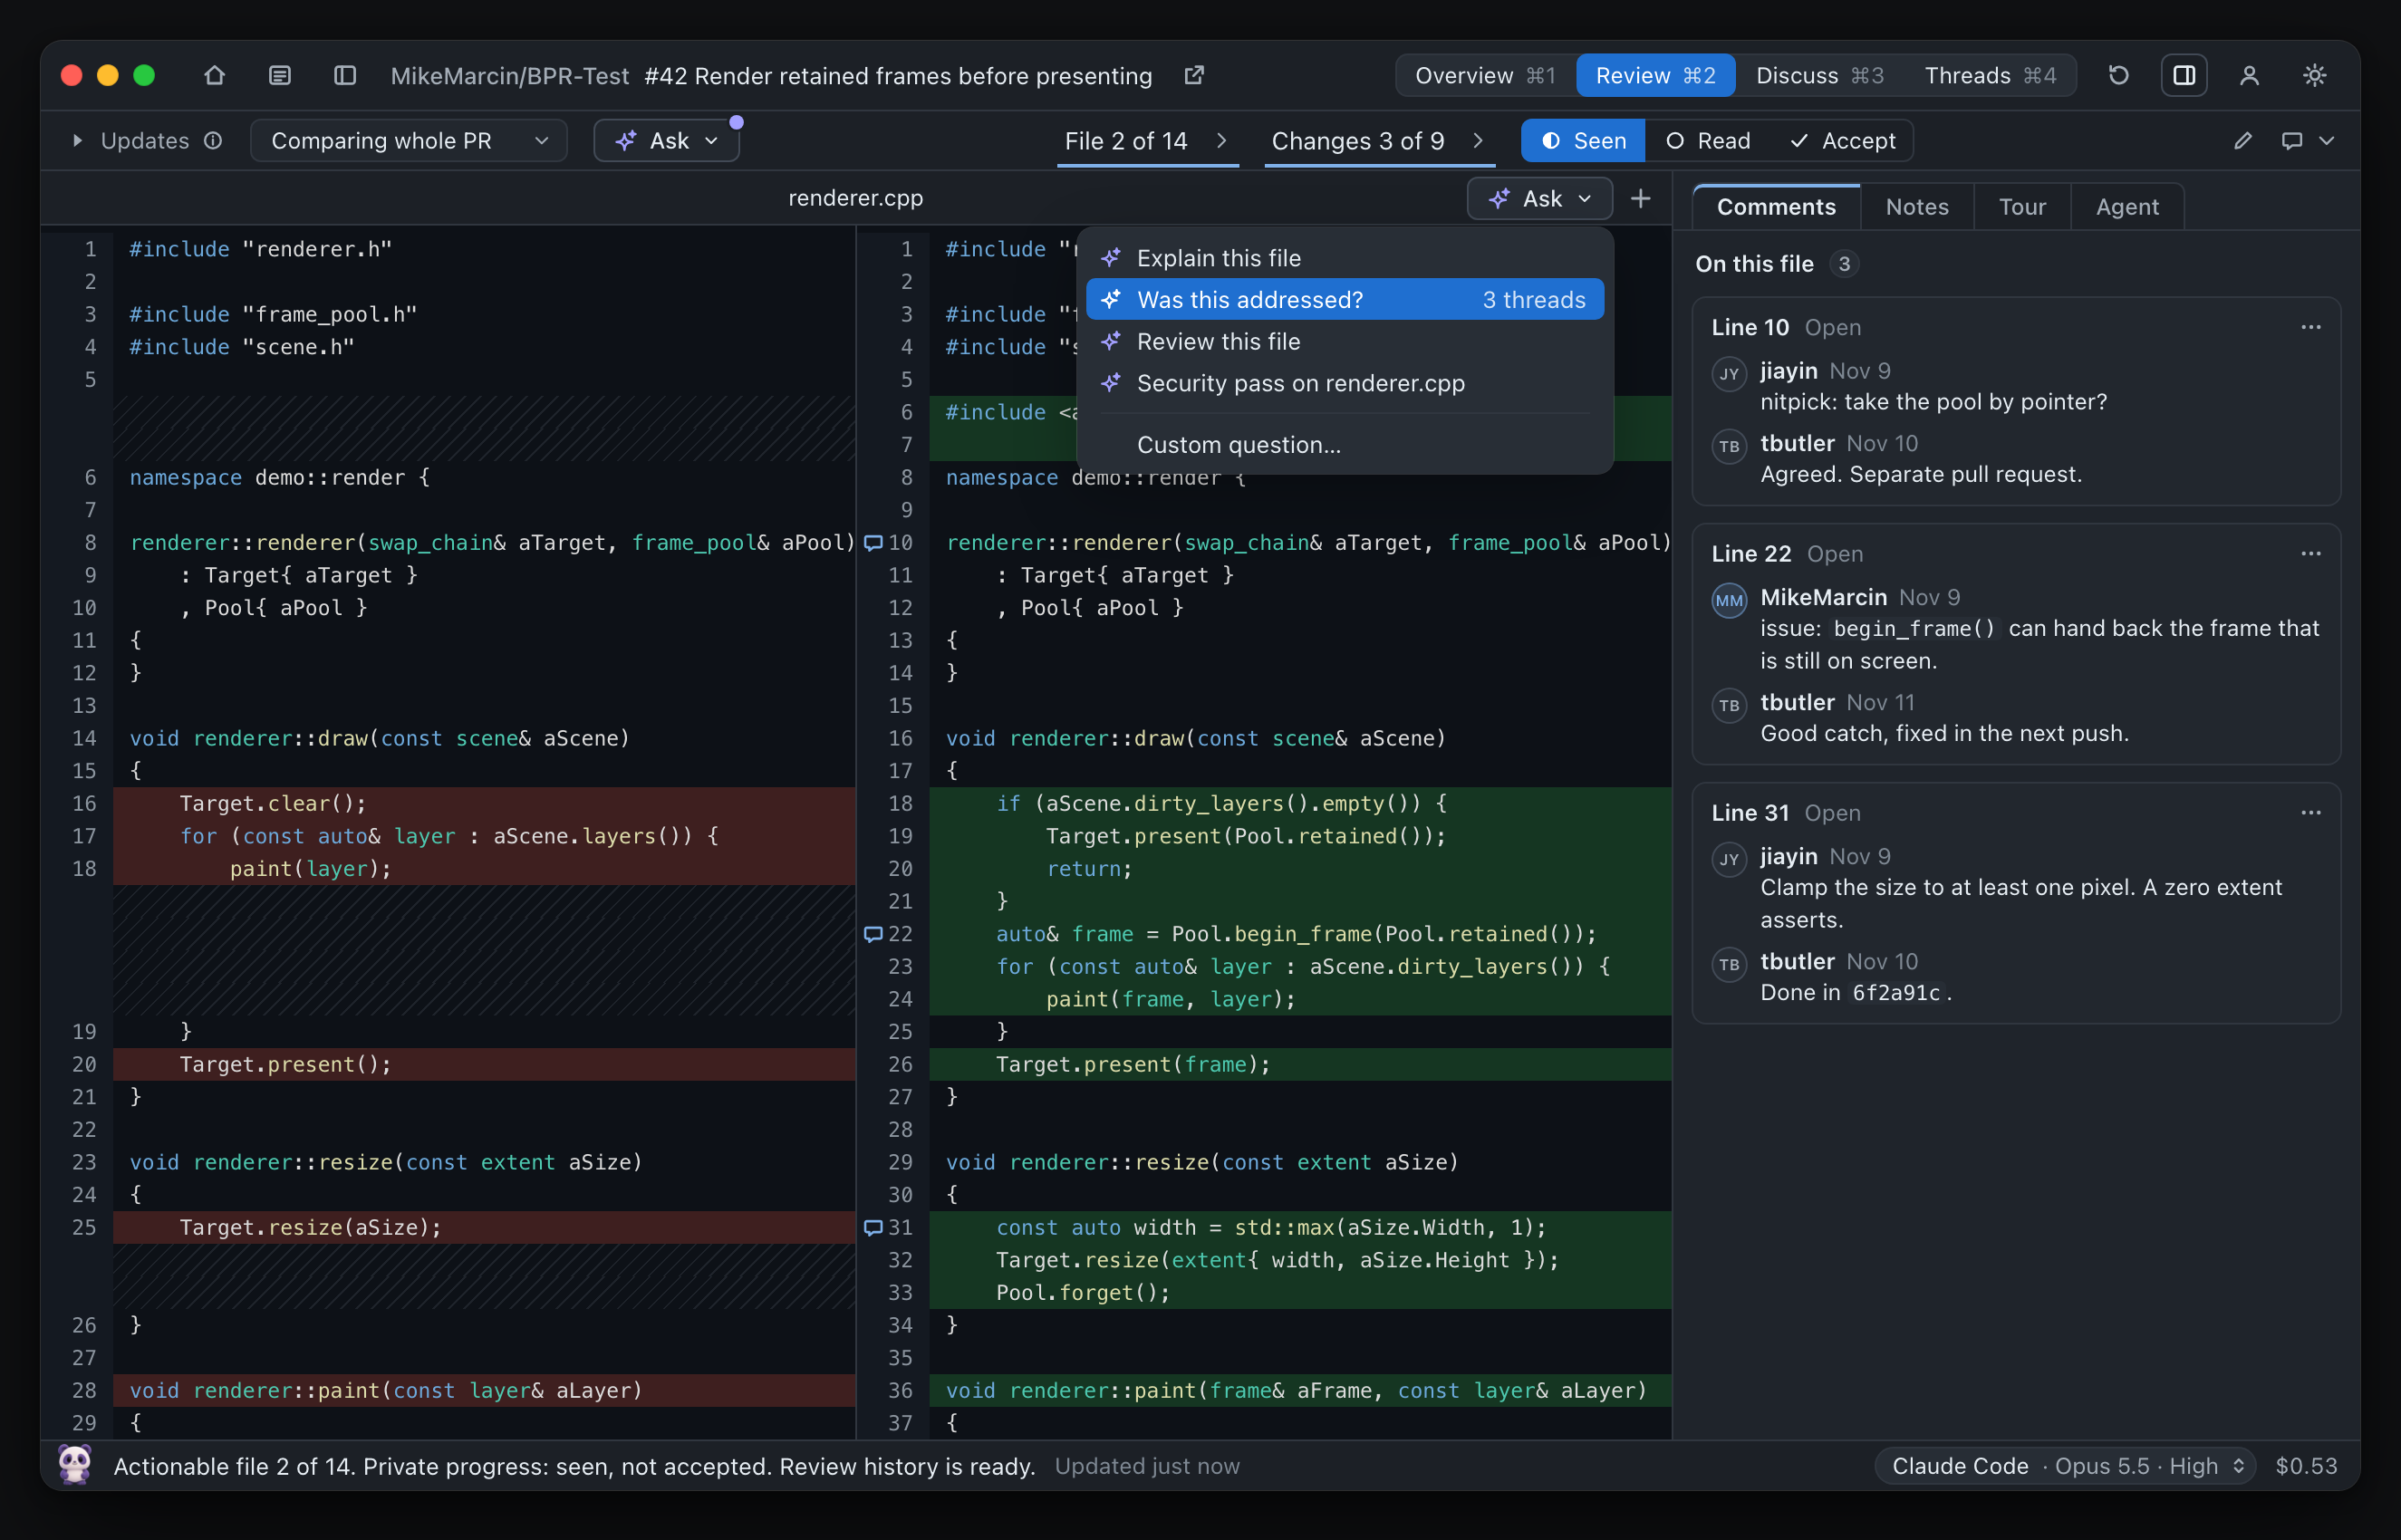 MikeMarcin/BPR-Test #42 Render retained frames before presenting
Overview ⌘1 Review ⌘2 Discuss ⌘3 Threads ⌘4
Updates Comparing whole PR Ask File 2 of 14 Changes 3 of 9 Seen Read Accept
renderer.cpp Ask
Explain this file
Was this addressed? 3 threads
Review this file
Security pass on renderer.cpp
Custom question...
1 #include "renderer.h"
2
3 #include "frame_pool.h"
4 #include "scene.h"
5
6 namespace demo::render {
7
8 renderer::renderer(swap_chain& aTarget, frame_pool& aPool)
9 : Target{ aTarget }
10 , Pool{ aPool }
11 {
12 }
13
14 void renderer::draw(const scene& aScene)
15 {
16 Target.clear();
17 for (const auto& layer : aScene.layers()) {
18 paint(layer);
19 }
20 Target.present();
21 }
22
23 void renderer::resize(const extent aSize)
24 {
25 Target.resize(aSize);
26 }
27
28 void renderer::paint(const layer& aLayer)
29 {
1 #include "
2
3 #include "
4 #include "
5
6 #include <
7
8 namespace demo::render {
9
10 renderer::renderer(swap_chain& aTarget, frame_pool& aPool)
11 : Target{ aTarget }
12 , Pool{ aPool }
13 {
14 }
15
16 void renderer::draw(const scene& aScene)
17 {
18 if (aScene.dirty_layers().empty()) {
19 Target.present(Pool.retained());
20 return;
21 }
22 auto& frame = Pool.begin_frame(Pool.retained());
23 for (const auto& layer : aScene.dirty_layers()) {
24 paint(frame, layer);
25 }
26 Target.present(frame);
27 }
28
29 void renderer::resize(const extent aSize)
30 {
31 const auto width = std::max(aSize.Width, 1);
32 Target.resize(extent{ width, aSize.Height });
33 Pool.forget();
34 }
35
36 void renderer::paint(frame& aFrame, const layer& aLayer)
37 {
Comments Notes Tour Agent
On this file 3
Line 10 Open
JY jiayin Nov 9
nitpick: take the pool by pointer?
TB tbutler Nov 10
Agreed. Separate pull request.
Line 22 Open
MM MikeMarcin Nov 9
issue: begin_frame() can hand back the frame that
is still on screen.
TB tbutler Nov 11
Good catch, fixed in the next push.
Line 31 Open
JY jiayin Nov 9
Clamp the size to at least one pixel. A zero extent
asserts.
TB tbutler Nov 10
Done in 6f2a91c.
Actionable file 2 of 14. Private progress: seen, not accepted. Review history is ready. Updated just now
Claude Code · Opus 5.5 · High $0.53